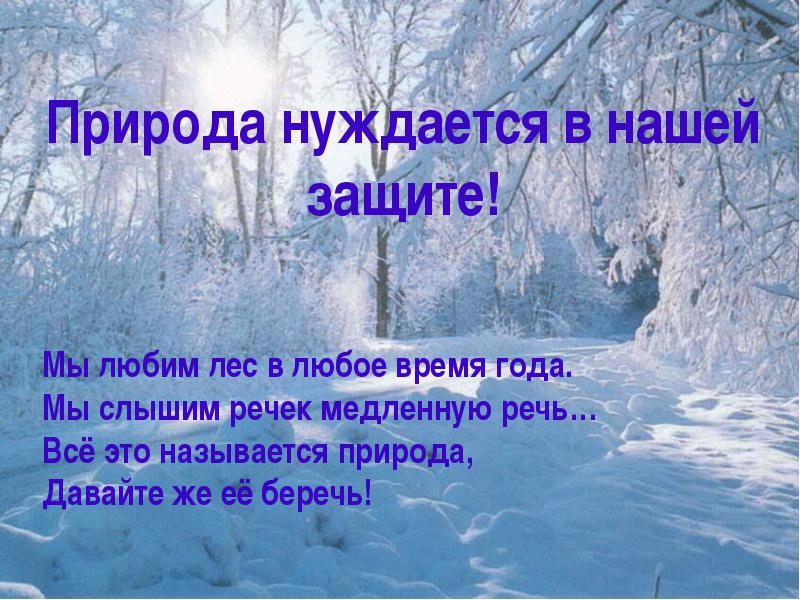 Природа нуждается в нашей
защите!
Мы любим лес в любое время года.
Мы слышим речек медленную речь…
Всё это называется природа,
Давайте же её беречь!